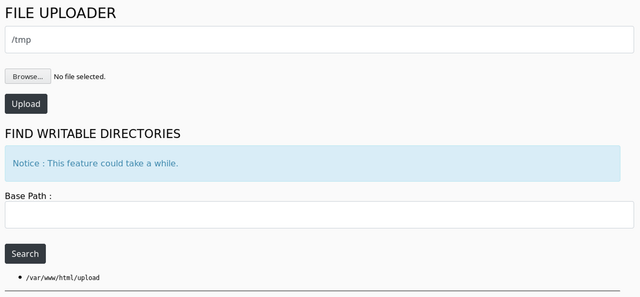 FILE UPLOADER
/tmp
Browse... No file selected.
Upload
FIND WRITABLE DIRECTORIES
Notice : This feature could take a while.
Base Path :
Search
/var/www/html/upload